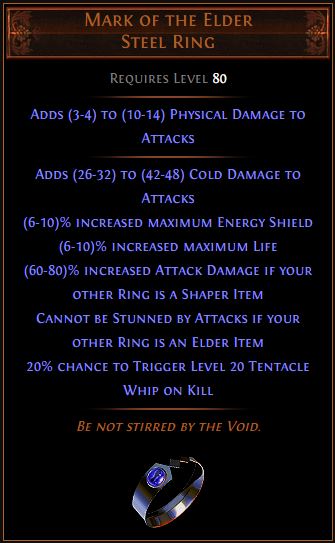 Mark of the Elder
Steel Ring
Requires Level 80
Adds (3-4) to (10-14) Physical Damage to
Attacks
Adds (26-32) to (42-48) Cold Damage to
Attacks
(6-10)% increased maximum Energy Shield
(6-10)% increased maximum Life
(60-80)% increased Attack Damage if your
other Ring is a Shaper Item
Cannot be Stunned by Attacks if your
other Ring is an Elder Item
20% chance to Trigger Level 20 Tentacle
Whip on Kill
Be not stirred by the Void.